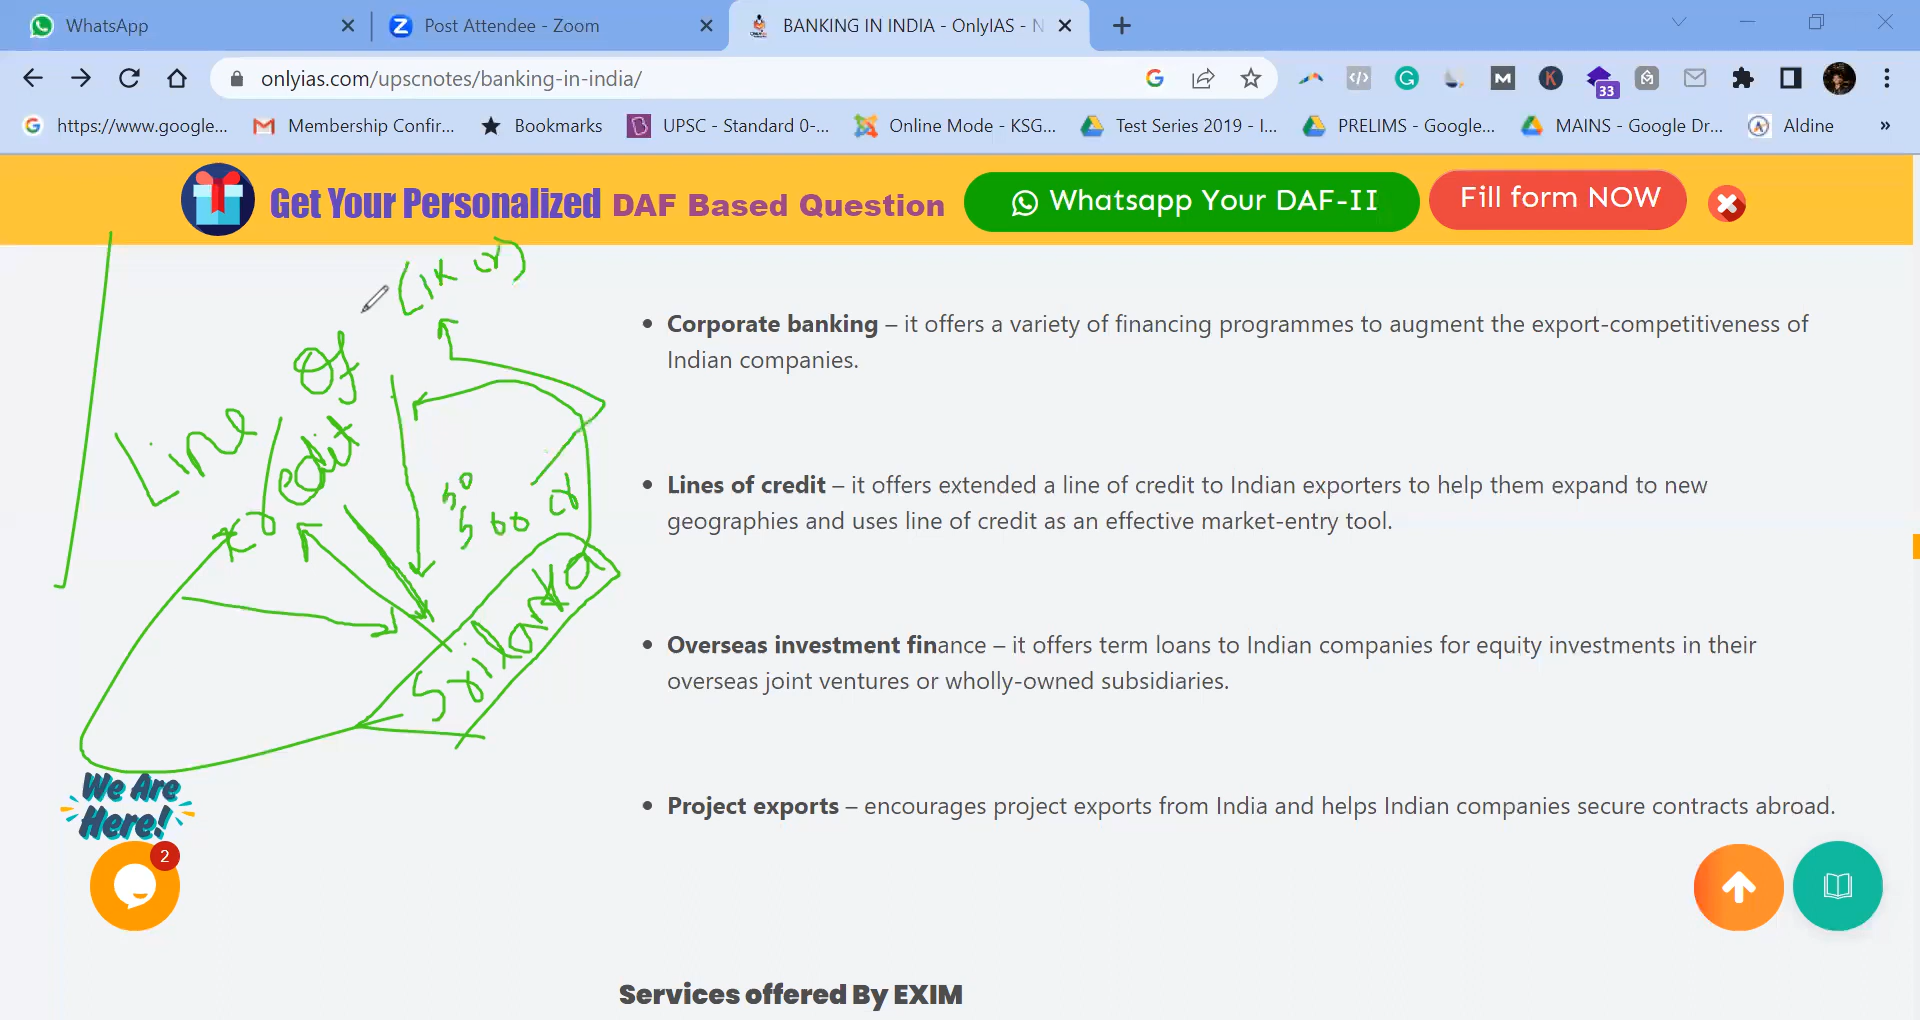 WhatsApp
Post Attendee - Zoom
BANKING IN INDIA - OnlyIAS - N
onlyias.com/upscnotes/banking-in-india/
33
https://www.google...
Membership Confir...
Bookmarks
UPSC - Standard 0-...
Online Mode - KSG...
Test Series 2019 - I...
PRELIMS - Google...
MAINS - Google Dr...
Aldine
»
Get Your Personalized DAF Based Question
Whatsapp Your DAF-II
Fill form NOW
(1K cr)
Line Of
Credit
500 cr
Srilanka
• Corporate banking – it offers a variety of financing programmes to augment the export-competitiveness of
Indian companies.
• Lines of credit – it offers extended a line of credit to Indian exporters to help them expand to new
geographies and uses line of credit as an effective market-entry tool.
• Overseas investment finance – it offers term loans to Indian companies for equity investments in their
overseas joint ventures or wholly-owned subsidiaries.
• Project exports – encourages project exports from India and helps Indian companies secure contracts abroad.
We Are
Here!
2
Services offered By EXIM